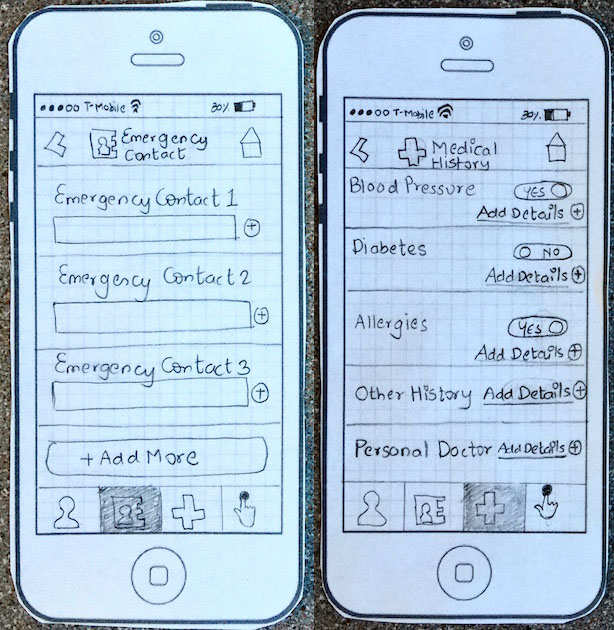 T-Mobile 30%
Emergency
Contact
Emergency Contact 1
Emergency Contact 2
Emergency Contact 3
+ Add More
T-Mobile 30%
Medical
History
Blood Pressure YES
Add Details
Diabetes NO
Add Details
Allergies YES
Add Details
Other History Add Details
Personal Doctor Add Details